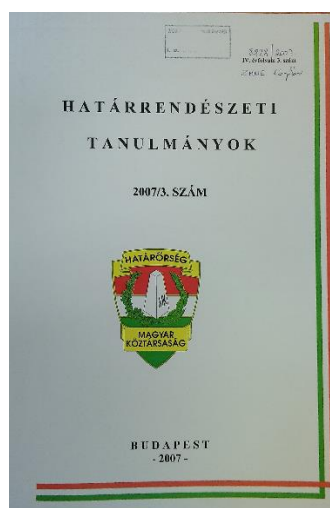 IV. évfolyam 3. szám
HATÁRRENDÉSZETI
TANULMÁNYOK
2007/3. SZÁM
HATÁRŐRSÉG
MAGYAR
KÖZTÁRSASÁG
BUDAPEST
- 2007 -